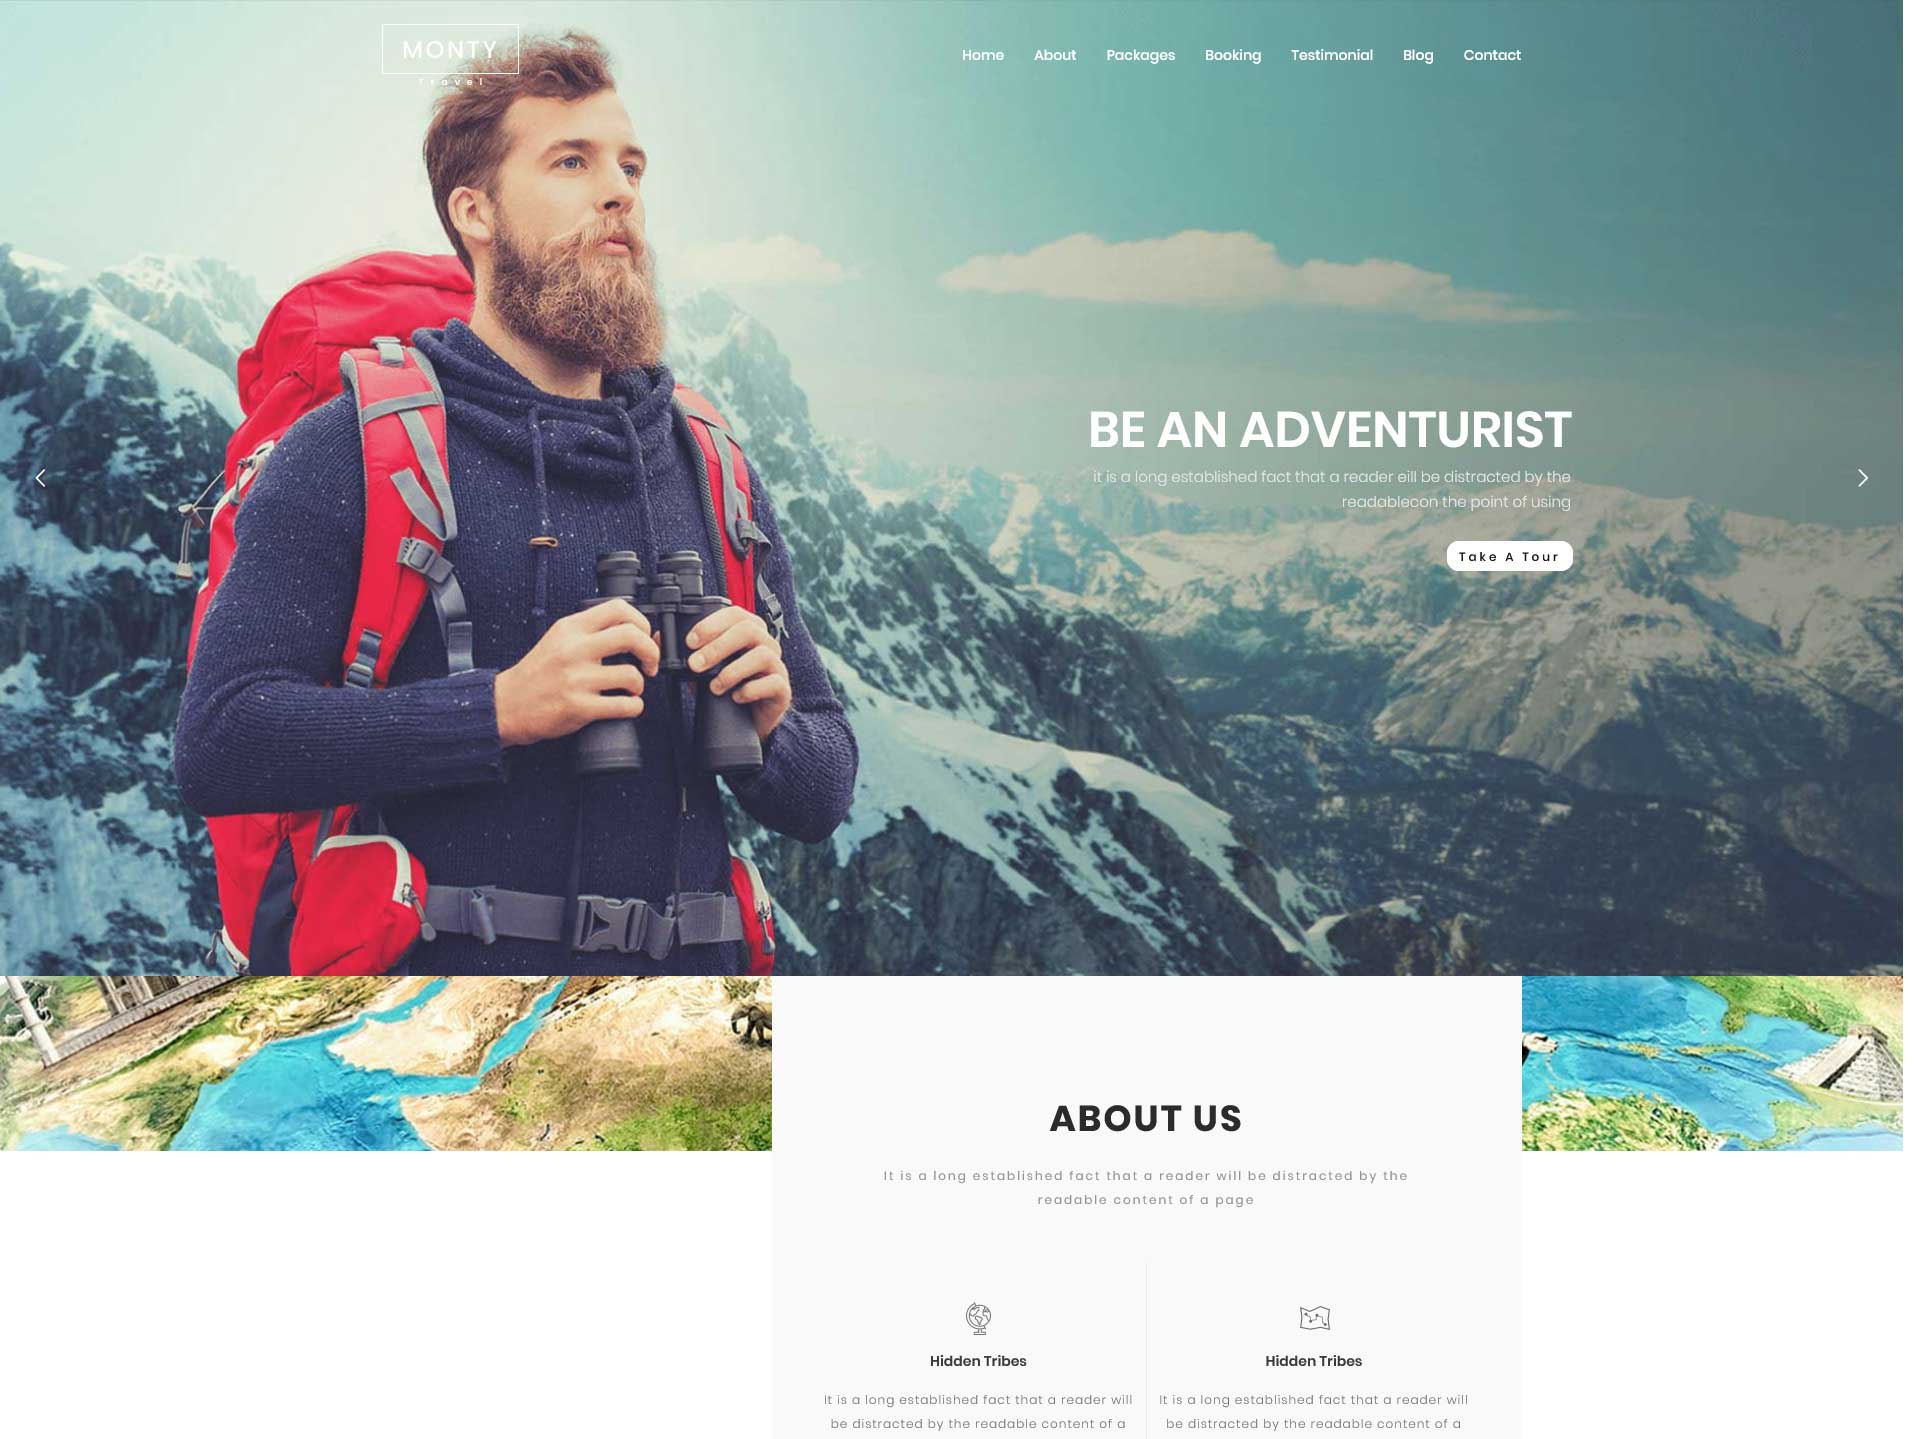 MONTY
Travel
Home About Packages Booking Testimonial Blog Contact
BE AN ADVENTURIST
it is a long established fact that a reader eill be distracted by the
readablecon the point of using
Take A Tour
ABOUT US
It is a long established fact that a reader will be distracted by the
readable content of a page
Hidden Tribes
It is a long established fact that a reader will
be distracted by the readable content of a
Hidden Tribes
It is a long established fact that a reader will
be distracted by the readable content of a